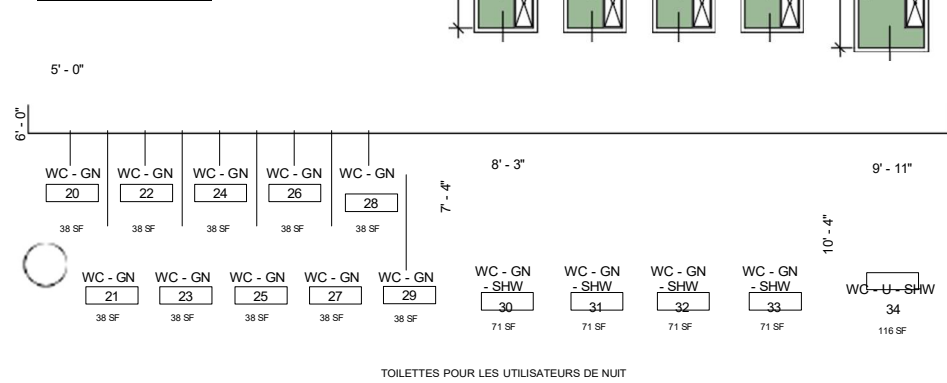 5' - 0"
6' - 0"
WC - GN WC - GN WC - GN WC - GN WC - GN
20 22 24 26 28
38 SF 38 SF 38 SF 38 SF 38 SF
8' - 3"
7' - 4"
9' - 11"
10' - 4"
WC - GN WC - GN WC - GN WC - GN WC - GN
21 23 25 27 29
38 SF 38 SF 38 SF 38 SF 38 SF
WC - GN WC - GN WC - GN WC - GN
- SHW - SHW - SHW - SHW
30 31 32 33
71 SF 71 SF 71 SF 71 SF
WC - U - SHW
34
116 SF
TOILETTES POUR LES UTILISATEURS DE NUIT